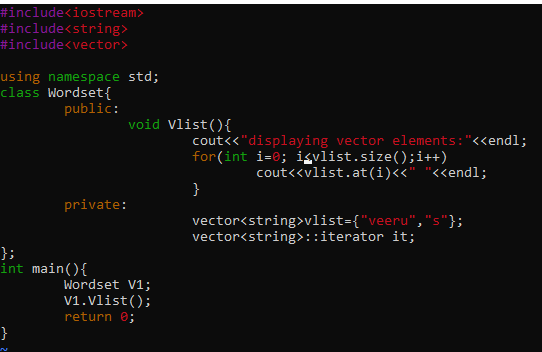 #include<iostream>
#include<string>
#include<vector>
using namespace std;
class Wordset{
public:
void Vlist(){
cout<<"displaying vector elements:"<<endl;
for(int i=0; i<vlist.size();i++)
cout<<vlist.at(i)<<" "<<endl;
}
private:
vector<string>vlist={"veeru","s"};
vector<string>::iterator it;
};
int main(){
Wordset V1;
V1.Vlist();
return 0;
}
~